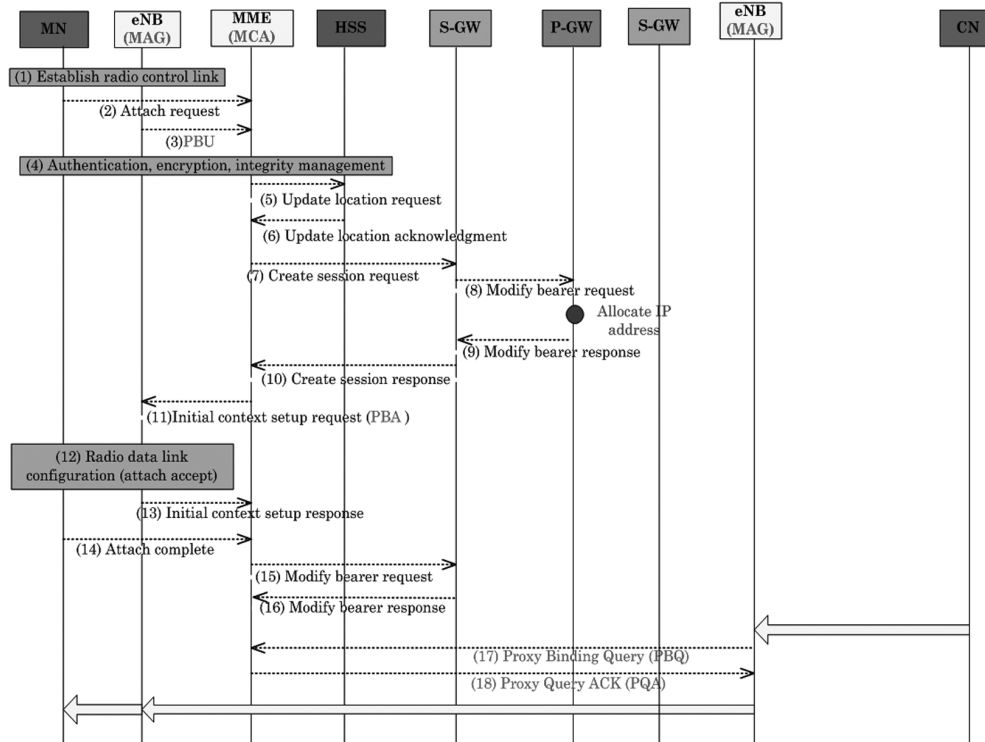 MN
eNB
(MAG)
MME
(MCA)
HSS
S-GW
P-GW
S-GW
eNB
(MAG)
CN
(1) Establish radio control link
(2) Attach request
(3)PBU
(4) Authentication, encryption, integrity management
(5) Update location request
(6) Update location acknowledgment
(7) Create session request
(8) Modify bearer request
Allocate IP
address
(9) Modify bearer response
(10) Create session response
(11)Initial context setup request (PBA )
(12) Radio data link
configuration (attach accept)
(13) Initial context setup response
(14) Attach complete
(15) Modify bearer request
(16) Modify bearer response
(17) Proxy Binding Query (PBQ)
(18) Proxy Query ACK (PQA)